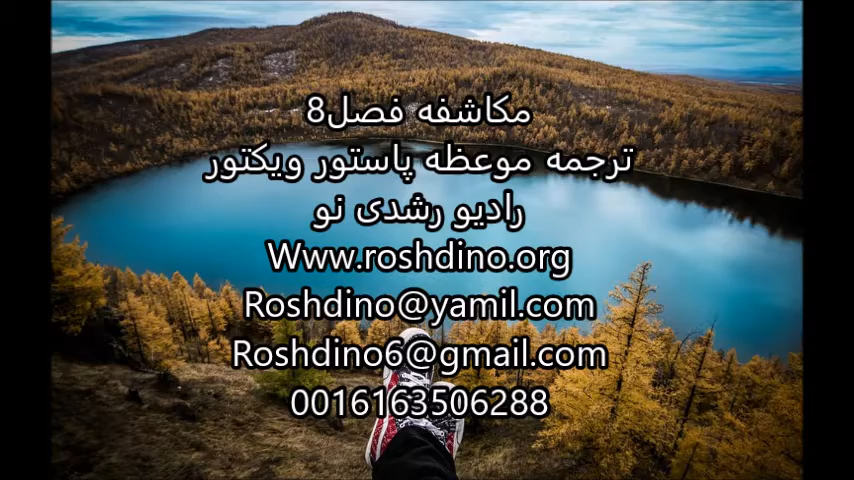 مکاشفه فصل8
ترجمه موعظه پاستور ویکتور
رادیو رشدی نو
Www.roshdino.org
Roshdino@yamil.com
Roshdino6@gmail.com
0016163506288